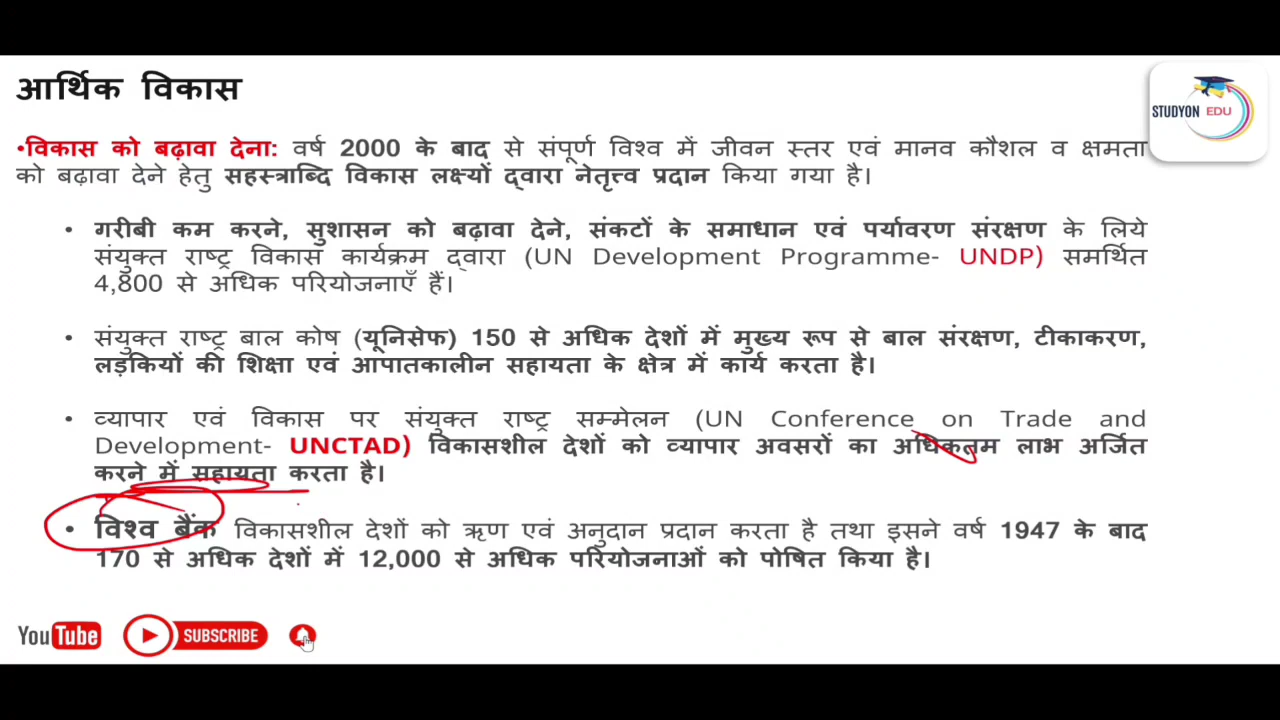 आर्थिक विकास
STUDYON EDU
•विकास को बढ़ावा देना: वर्ष 2000 के बाद से संपूर्ण विश्व में जीवन स्तर एवं मानव कौशल व क्षमता
को बढ़ावा देने हेतु सहस्त्राब्दि विकास लक्ष्यों द्वारा नेतृत्त्व प्रदान किया गया है।
• गरीबी कम करने, सुशासन को बढ़ावा देने, संकटों के समाधान एवं पर्यावरण संरक्षण के लिये
संयुक्त राष्ट्र विकास कार्यक्रम द्वारा (UN Development Programme- UNDP) समर्थित
4,800 से अधिक परियोजनाएँ हैं।
• संयुक्त राष्ट्र बाल कोष (यूनिसेफ) 150 से अधिक देशों में मुख्य रूप से बाल संरक्षण, टीकाकरण,
लड़कियों की शिक्षा एवं आपातकालीन सहायता के क्षेत्र में कार्य करता है।
• व्यापार एवं विकास पर संयुक्त राष्ट्र सम्मेलन (UN Conference on Trade and
Development- UNCTAD) विकासशील देशों को व्यापार अवसरों का अधिकतम लाभ अर्जित
करने में सहायता करता है।
• विश्व बैंक विकासशील देशों को ऋण एवं अनुदान प्रदान करता है तथा इसने वर्ष 1947 के बाद
170 से अधिक देशों में 12,000 से अधिक परियोजनाओं को पोषित किया है।
YouTube SUBSCRIBE